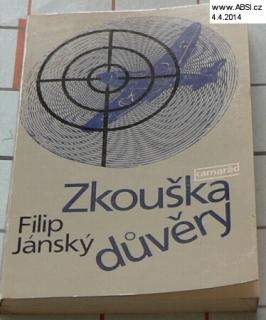 www.ABSI.cz
4.4.2014
kamarád
Zkouška
důvěry
Filip
Jánský